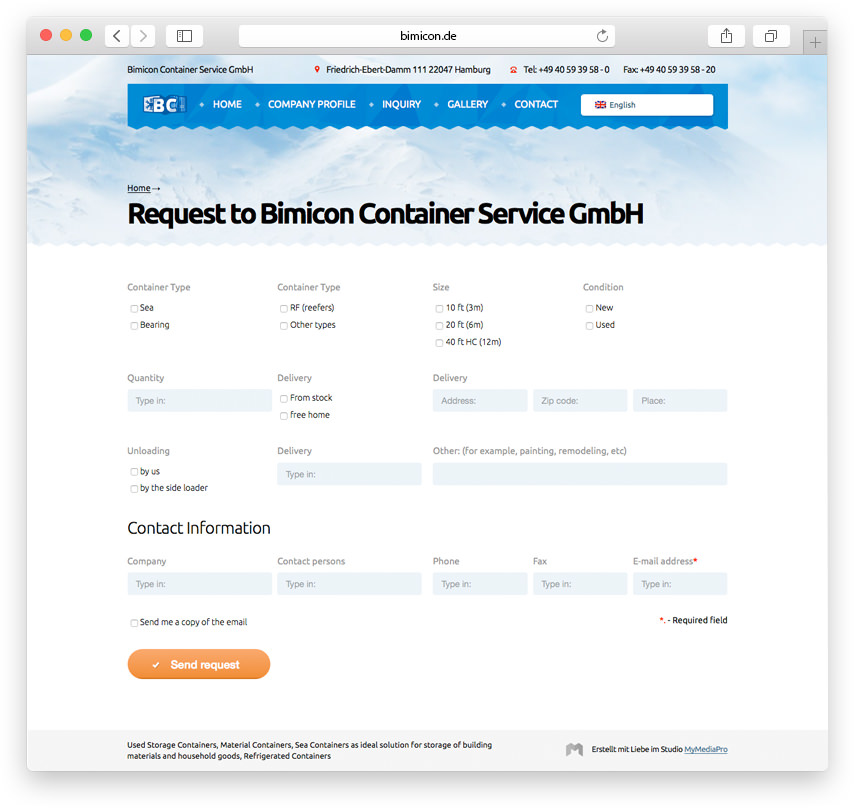 bimicon.de
Bimicon Container Service GmbH Friedrich-Ebert-Damm 111 22047 Hamburg Tel: +49 40 59 39 58 - 0 Fax: +49 40 59 39 58 - 20
BC HOME COMPANY PROFILE INQUIRY GALLERY CONTACT English
Home→
Request to Bimicon Container Service GmbH
Container Type Container Type Size Condition
Sea RF (reefers) 10 ft (3m) New
Bearing Other types 20 ft (6m) Used
40 ft HC (12m)
Quantity Delivery Delivery
Type in: From stock Address: Zip code: Place:
free home
Unloading Delivery Other: (for example, painting, remodeling, etc)
by us Type in:
by the side loader
Contact Information
Company Contact persons Phone Fax E-mail address*
Type in: Type in: Type in: Type in: Type in:
Send me a copy of the email *. - Required field
Send request
Used Storage Containers, Material Containers, Sea Containers as ideal solution for storage of building
materials and household goods, Refrigerated Containers
Erstellt mit Liebe im Studio MyMediaPro